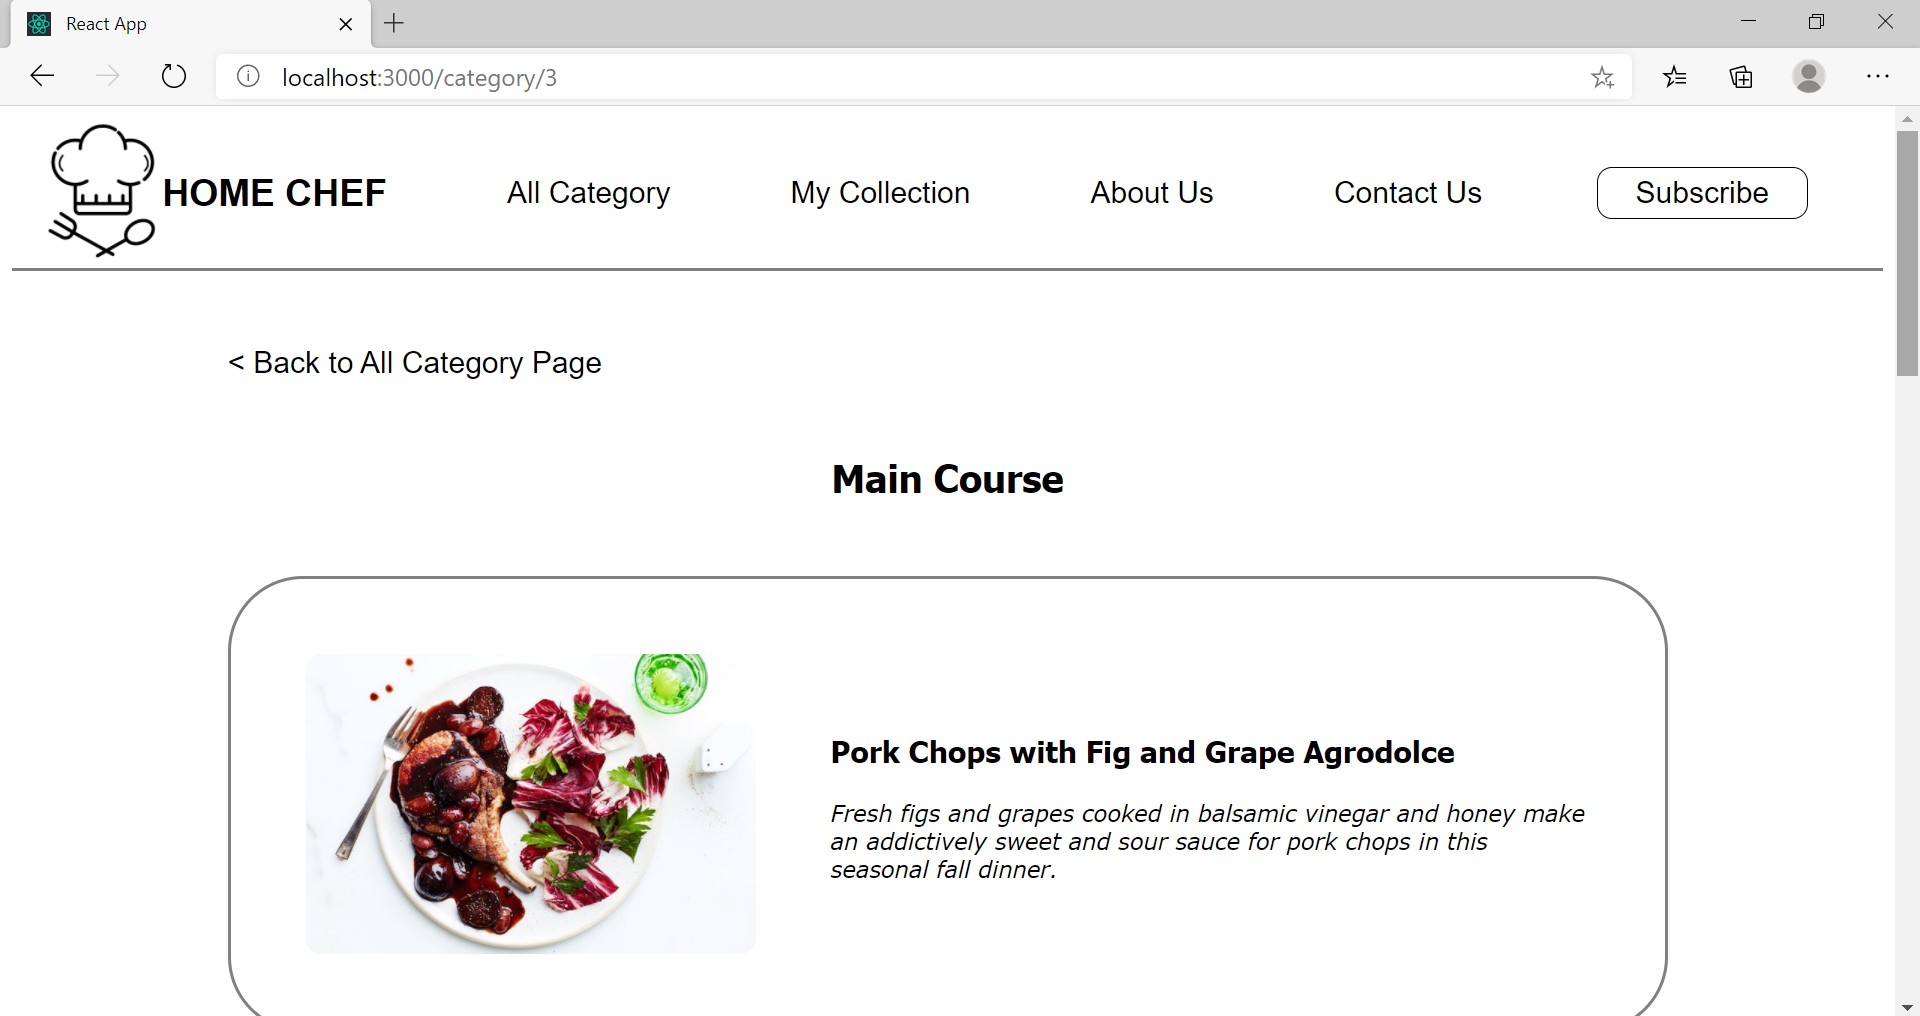 React App
localhost:3000/category/3
HOME CHEF
All Category
My Collection
About Us
Contact Us
Subscribe
< Back to All Category Page
Main Course
Pork Chops with Fig and Grape Agrodolce
Fresh figs and grapes cooked in balsamic vinegar and honey make
an addictively sweet and sour sauce for pork chops in this
seasonal fall dinner.